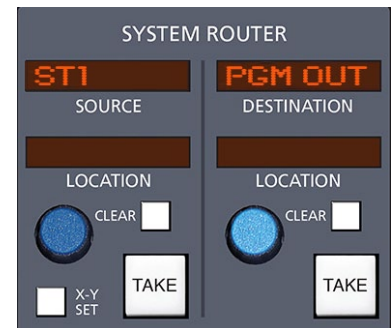 SYSTEM ROUTER
ST1 PGM OUT
SOURCE DESTINATION
LOCATION LOCATION
CLEAR CLEAR
X-Y SET TAKE TAKE